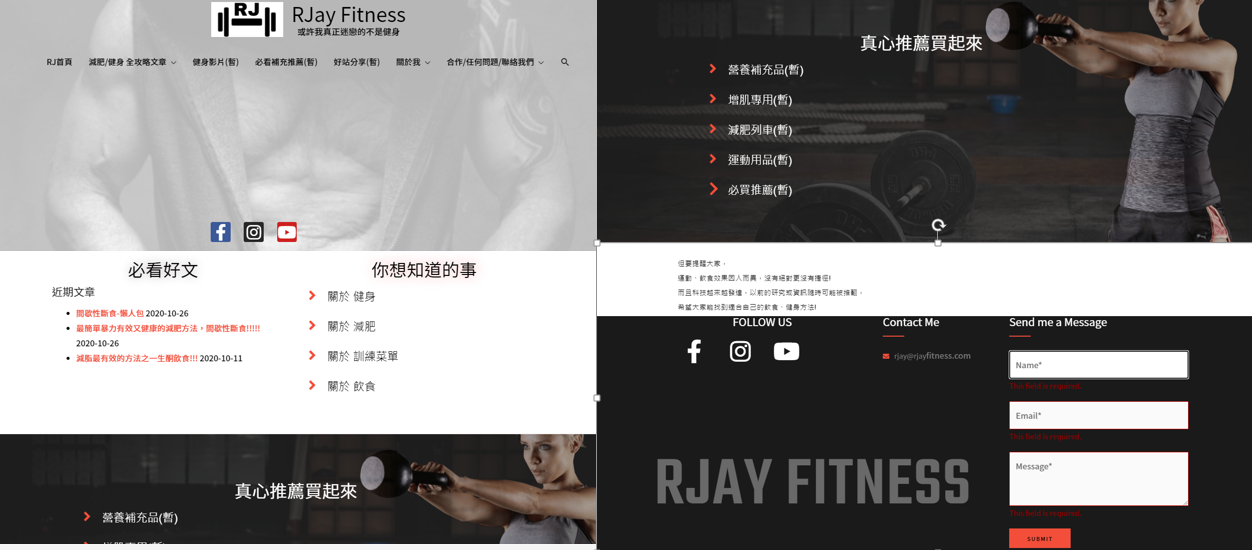 RJ
RJay Fitness
或許我真正迷戀的不是健身
RJ首頁 減肥/健身 全攻略文章 健身影片(暫) 必看補充推薦(暫) 好站分享(暫) 關於我 合作/任何問題/聯絡我們
必看好文
近期文章
間歇性斷食-懶人包 2020-10-26
最簡單暴力有效又健康的減肥方法，間歇性斷食!!!!!
2020-10-26
減脂最有效的方法之一生酮飲食!!! 2020-10-11
你想知道的事
關於 健身
關於 減肥
關於 訓練菜單
關於 飲食
真心推薦買起來
營養補充品(暫)
真心推薦買起來
營養補充品(暫)
增肌專用(暫)
減肥列車(暫)
運動用品(暫)
必買推薦(暫)
但要提醒大家，
運動、飲食效果因人而異，沒有絕對更沒有捷徑!
而且科技越來越發達，以前的研究或資訊隨時可能被推翻，
希望大家能找到適合自己的飲食、健身方法!
FOLLOW US
Contact Me
rjay@rjayfitness.com
Send me a Message
Name*
This field is required.
Email*
This field is required.
Message*
This field is required.
SUBMIT
RJAY FITNESS